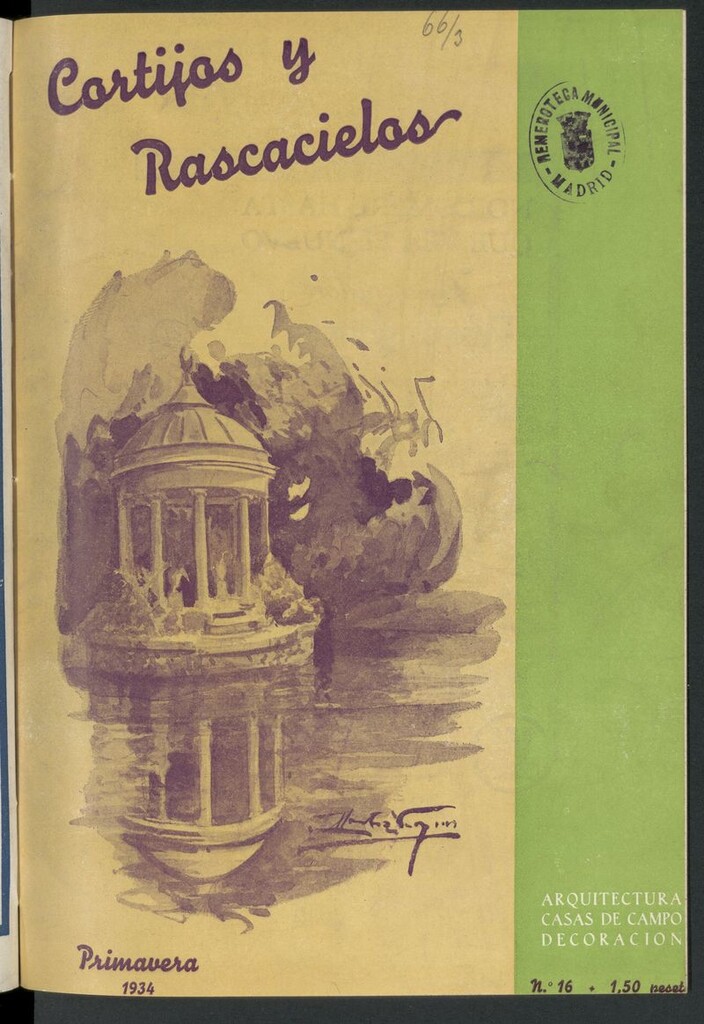 66/3
Cortijos y
Rascacielos
HEMEROTECA MUNICIPAL
- MADRID -
ARQUITECTURA
CASAS DE CAMPO
DECORACION
Primavera
1934
N.º 16 • 1,50 peset